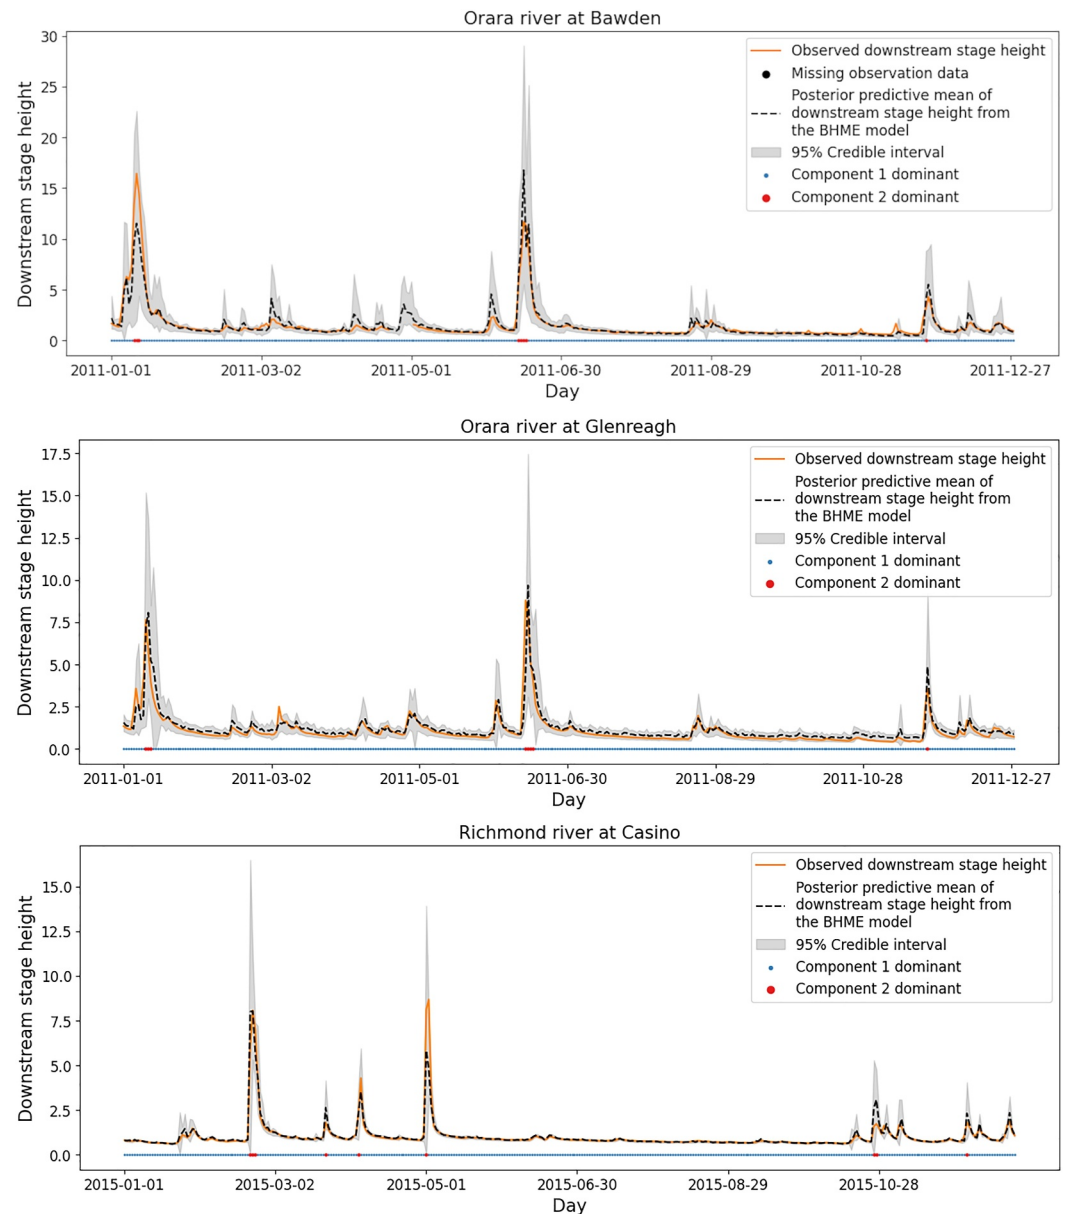 Orara river at Bawden
Downstream stage height
30
25
20
15
10
5
0
Observed downstream stage height
Missing observation data
Posterior predictive mean of
downstream stage height from
the BHME model
95% Credible interval
Component 1 dominant
Component 2 dominant
2011-01-01 2011-03-02 2011-05-01 2011-06-30 2011-08-29 2011-10-28 2011-12-27
Day
Orara river at Glenreagh
Downstream stage height
17.5
15.0
12.5
10.0
7.5
5.0
2.5
0.0
Observed downstream stage height
Posterior predictive mean of
downstream stage height from
the BHME model
95% Credible interval
Component 1 dominant
Component 2 dominant
2011-01-01 2011-03-02 2011-05-01 2011-06-30 2011-08-29 2011-10-28 2011-12-27
Day
Richmond river at Casino
Downstream stage height
15.0
12.5
10.0
7.5
5.0
2.5
0.0
Observed downstream stage height
Posterior predictive mean of
downstream stage height from
the BHME model
95% Credible interval
Component 1 dominant
Component 2 dominant
2015-01-01 2015-03-02 2015-05-01 2015-06-30 2015-08-29 2015-10-28
Day